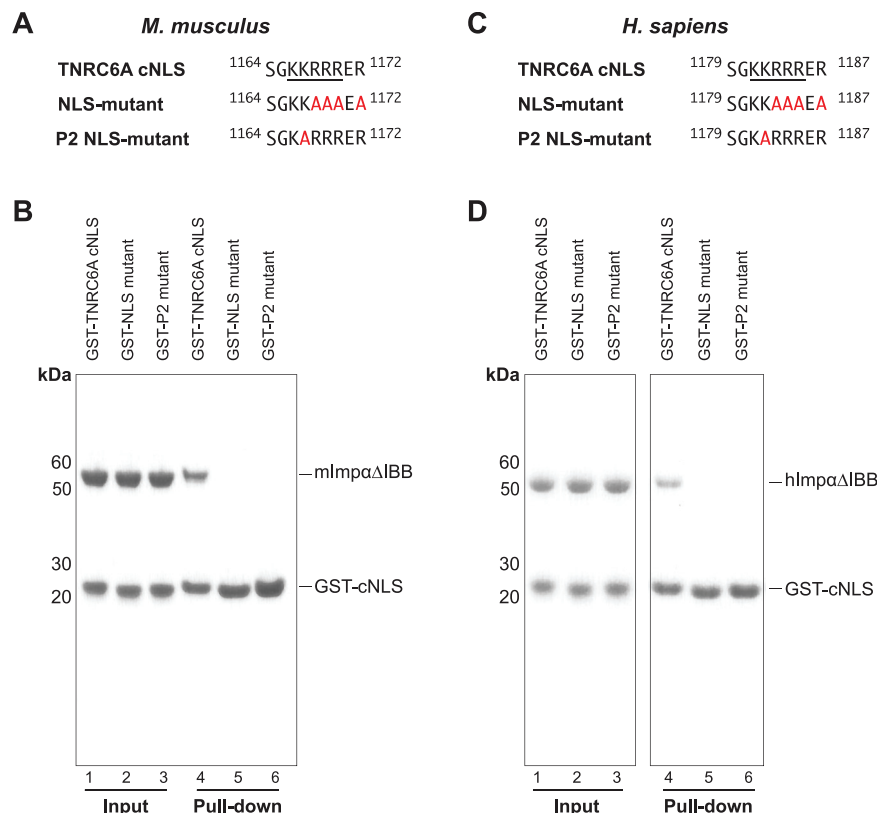 A M. musculus
TNRC6A cNLS 1164 SGKKRRRER 1172
NLS-mutant 1164 SGKKAAAEA 1172
P2 NLS-mutant 1164 SGKARRRER 1172
C H. sapiens
TNRC6A cNLS 1179 SGKKRRRER 1187
NLS-mutant 1179 SGKKAAAEA 1187
P2 NLS-mutant 1179 SGKARRRER 1187
B
GST-TNRC6A cNLS
GST-NLS mutant
GST-P2 mutant
GST-TNRC6A cNLS
GST-NLS mutant
GST-P2 mutant
kDa
60
50
30
20
mImpαΔIBB
GST-cNLS
1 2 3 4 5 6
Input Pull-down
D
GST-TNRC6A cNLS
GST-NLS mutant
GST-P2 mutant
GST-TNRC6A cNLS
GST-NLS mutant
GST-P2 mutant
kDa
60
50
30
20
hImpαΔIBB
GST-cNLS
1 2 3 4 5 6
Input Pull-down